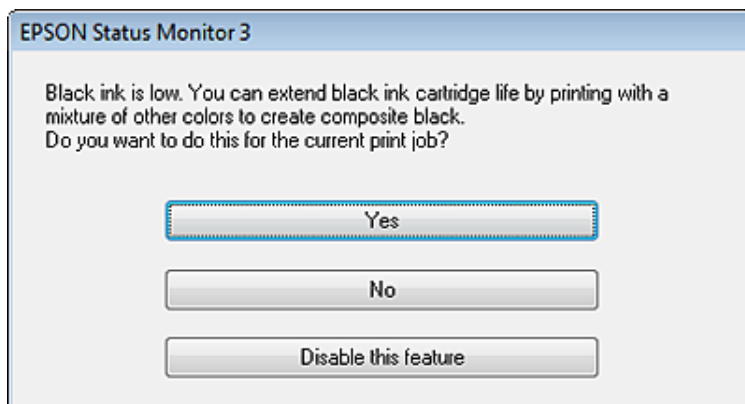 EPSON Status Monitor 3
Black ink is low. You can extend black ink cartridge life by printing with a
mixture of other colors to create composite black.
Do you want to do this for the current print job?
Yes
No
Disable this feature